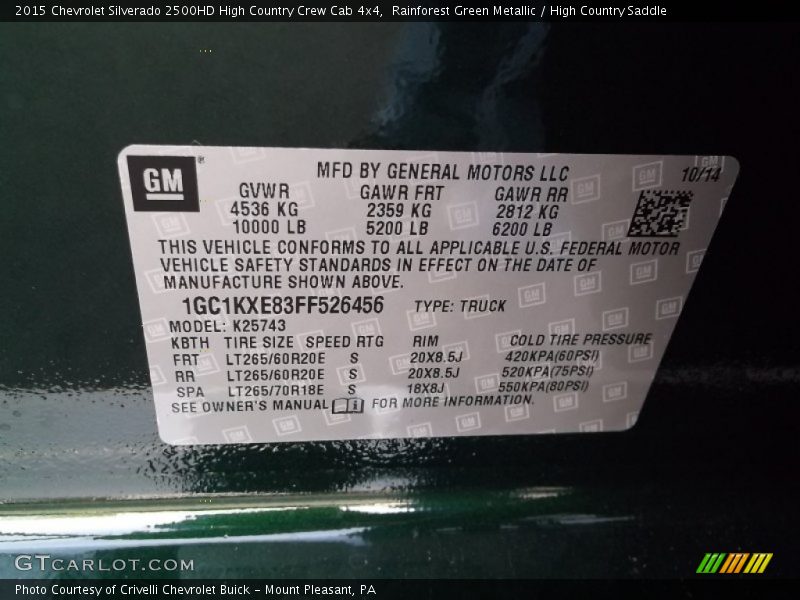 2015 Chevrolet Silverado 2500HD High Country Crew Cab 4x4, Rainforest Green Metallic / High Country Saddle
GM®
MFD BY GENERAL MOTORS LLC 10/14
GVWR GAWR FRT GAWR RR
4536 KG 2359 KG 2812 KG
10000 LB 5200 LB 6200 LB
THIS VEHICLE CONFORMS TO ALL APPLICABLE U.S. FEDERAL MOTOR
VEHICLE SAFETY STANDARDS IN EFFECT ON THE DATE OF
MANUFACTURE SHOWN ABOVE.
1GC1KXE83FF526456 TYPE: TRUCK
MODEL: K25743
KBTH TIRE SIZE SPEED RTG RIM COLD TIRE PRESSURE
FRT LT265/60R20E S 20X8.5J 420KPA(60PSI)
RR LT265/60R20E S 20X8.5J 520KPA(75PSI)
SPA LT265/70R18E S 18X8J 550KPA(80PSI)
SEE OWNER'S MANUAL FOR MORE INFORMATION.
GTCARLOT.COM
Photo Courtesy of Crivelli Chevrolet Buick - Mount Pleasant, PA